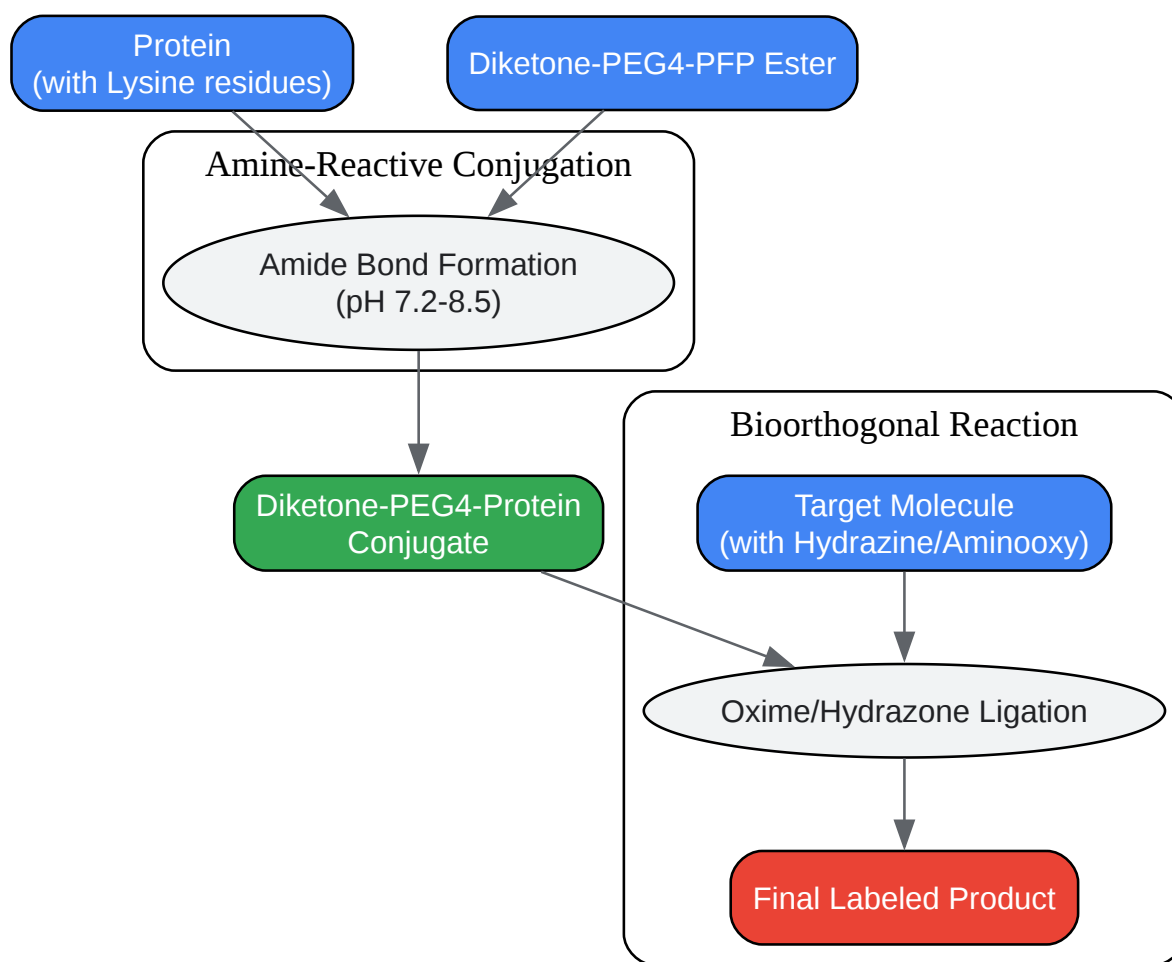 Protein
(with Lysine residues)
Diketone-PEG4-PFP Ester
Amine-Reactive Conjugation
Amide Bond Formation
(pH 7.2-8.5)
Bioorthogonal Reaction
Diketone-PEG4-Protein
Conjugate
Target Molecule
(with Hydrazine/Aminooxy)
Oxime/Hydrazone Ligation
Final Labeled Product